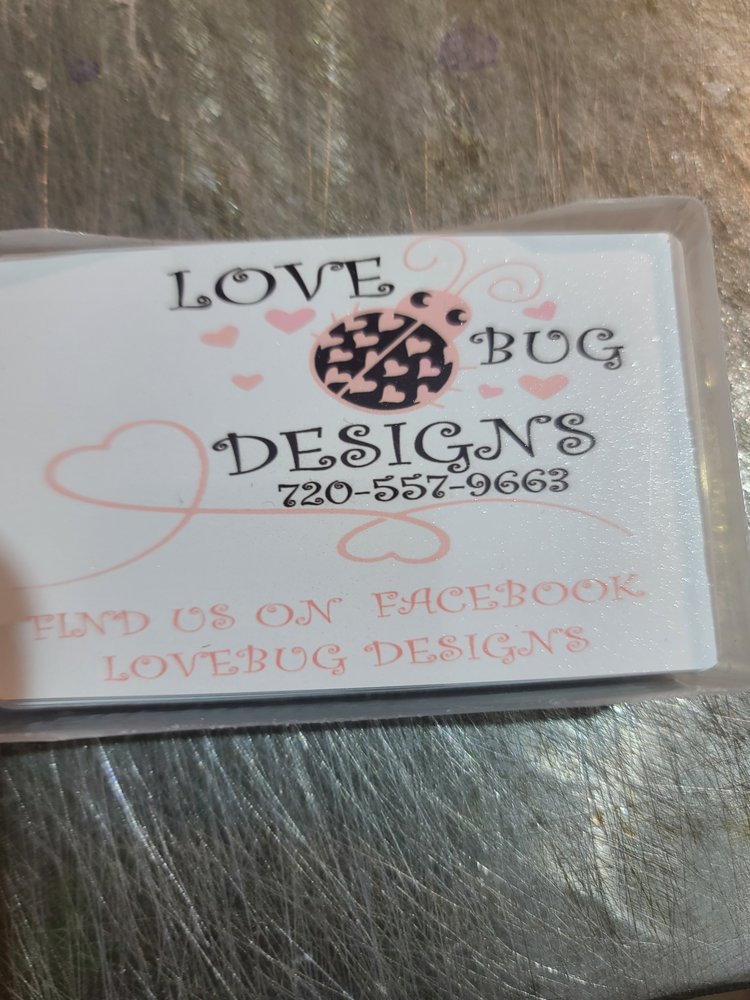 LOVE
BUG
DESIGNS
720-557-9663
FIND US ON FACEBOOK
LOVEBUG DESIGNS